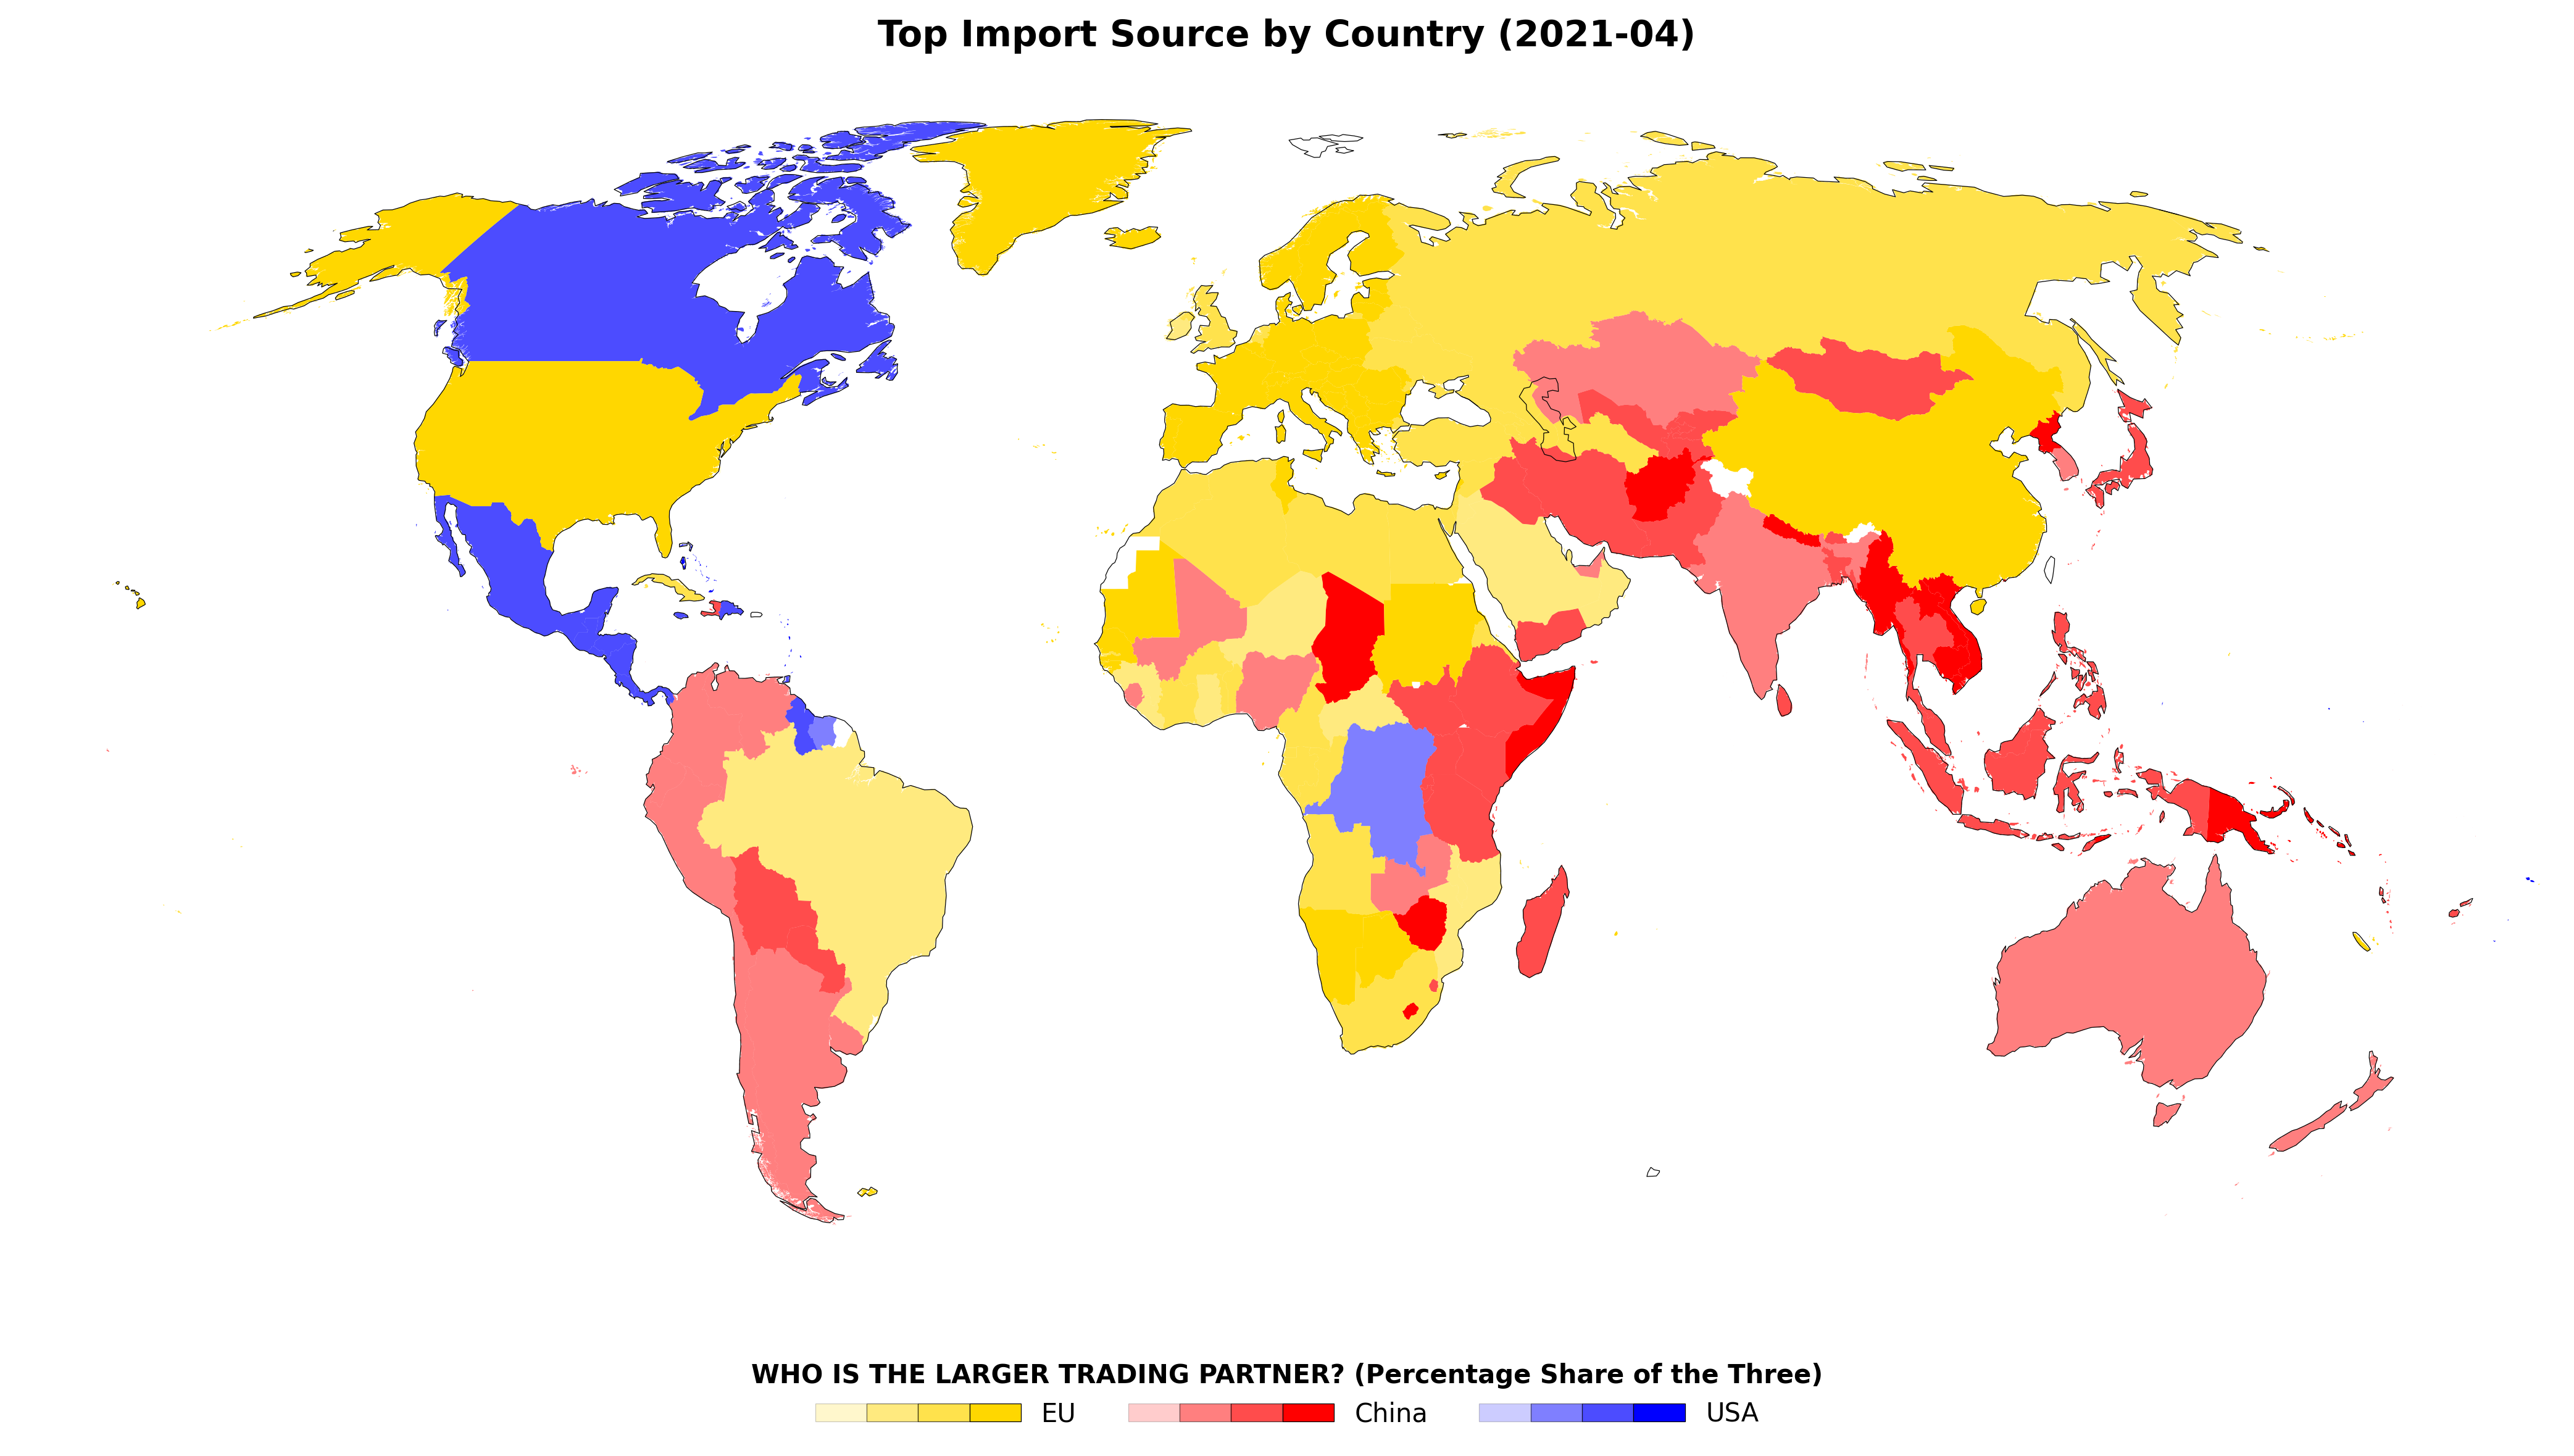 Top Import Source by Country (2021-04)
WHO IS THE LARGER TRADING PARTNER? (Percentage Share of the Three)
EU China USA